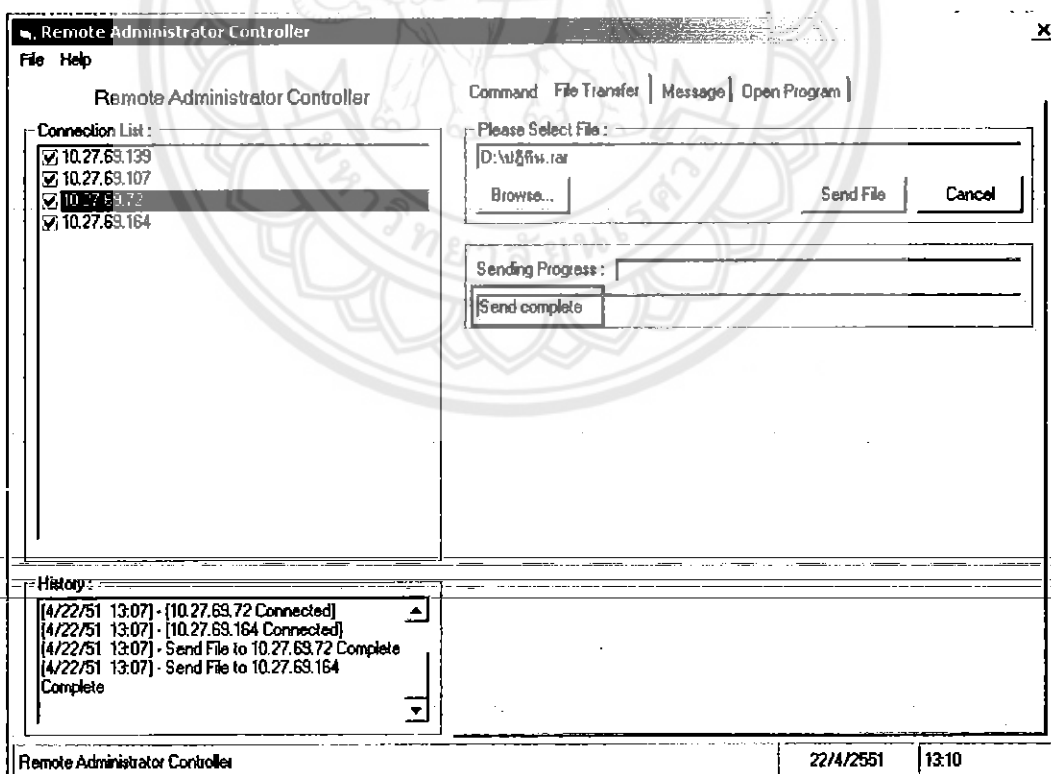 Remote Administrator Controller
File Help
Remote Administrator Controller
Command File Transfer Message Open Program
Connection List :
10.27.69.139
10.27.69.107
10.27.69.72
10.27.69.164
Please Select File :
Browse... Send File Cancel
Sending Progress :
Send complete
History :
[4/22/51 13:07] - [10.27.69.72 Connected]
[4/22/51 13:07] - [10.27.69.164 Connected]
[4/22/51 13:07] - Send File to 10.27.69.72 Complete
[4/22/51 13:07] - Send File to 10.27.69.164
Complete
Remote Administrator Controller 22/4/2551 13:10